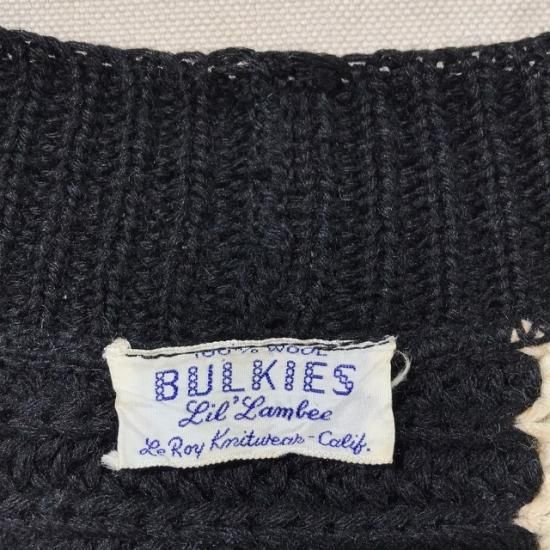 100% WOOL
BULKIES
Lil' Lambee
Le Roy Knitwear - Calif.